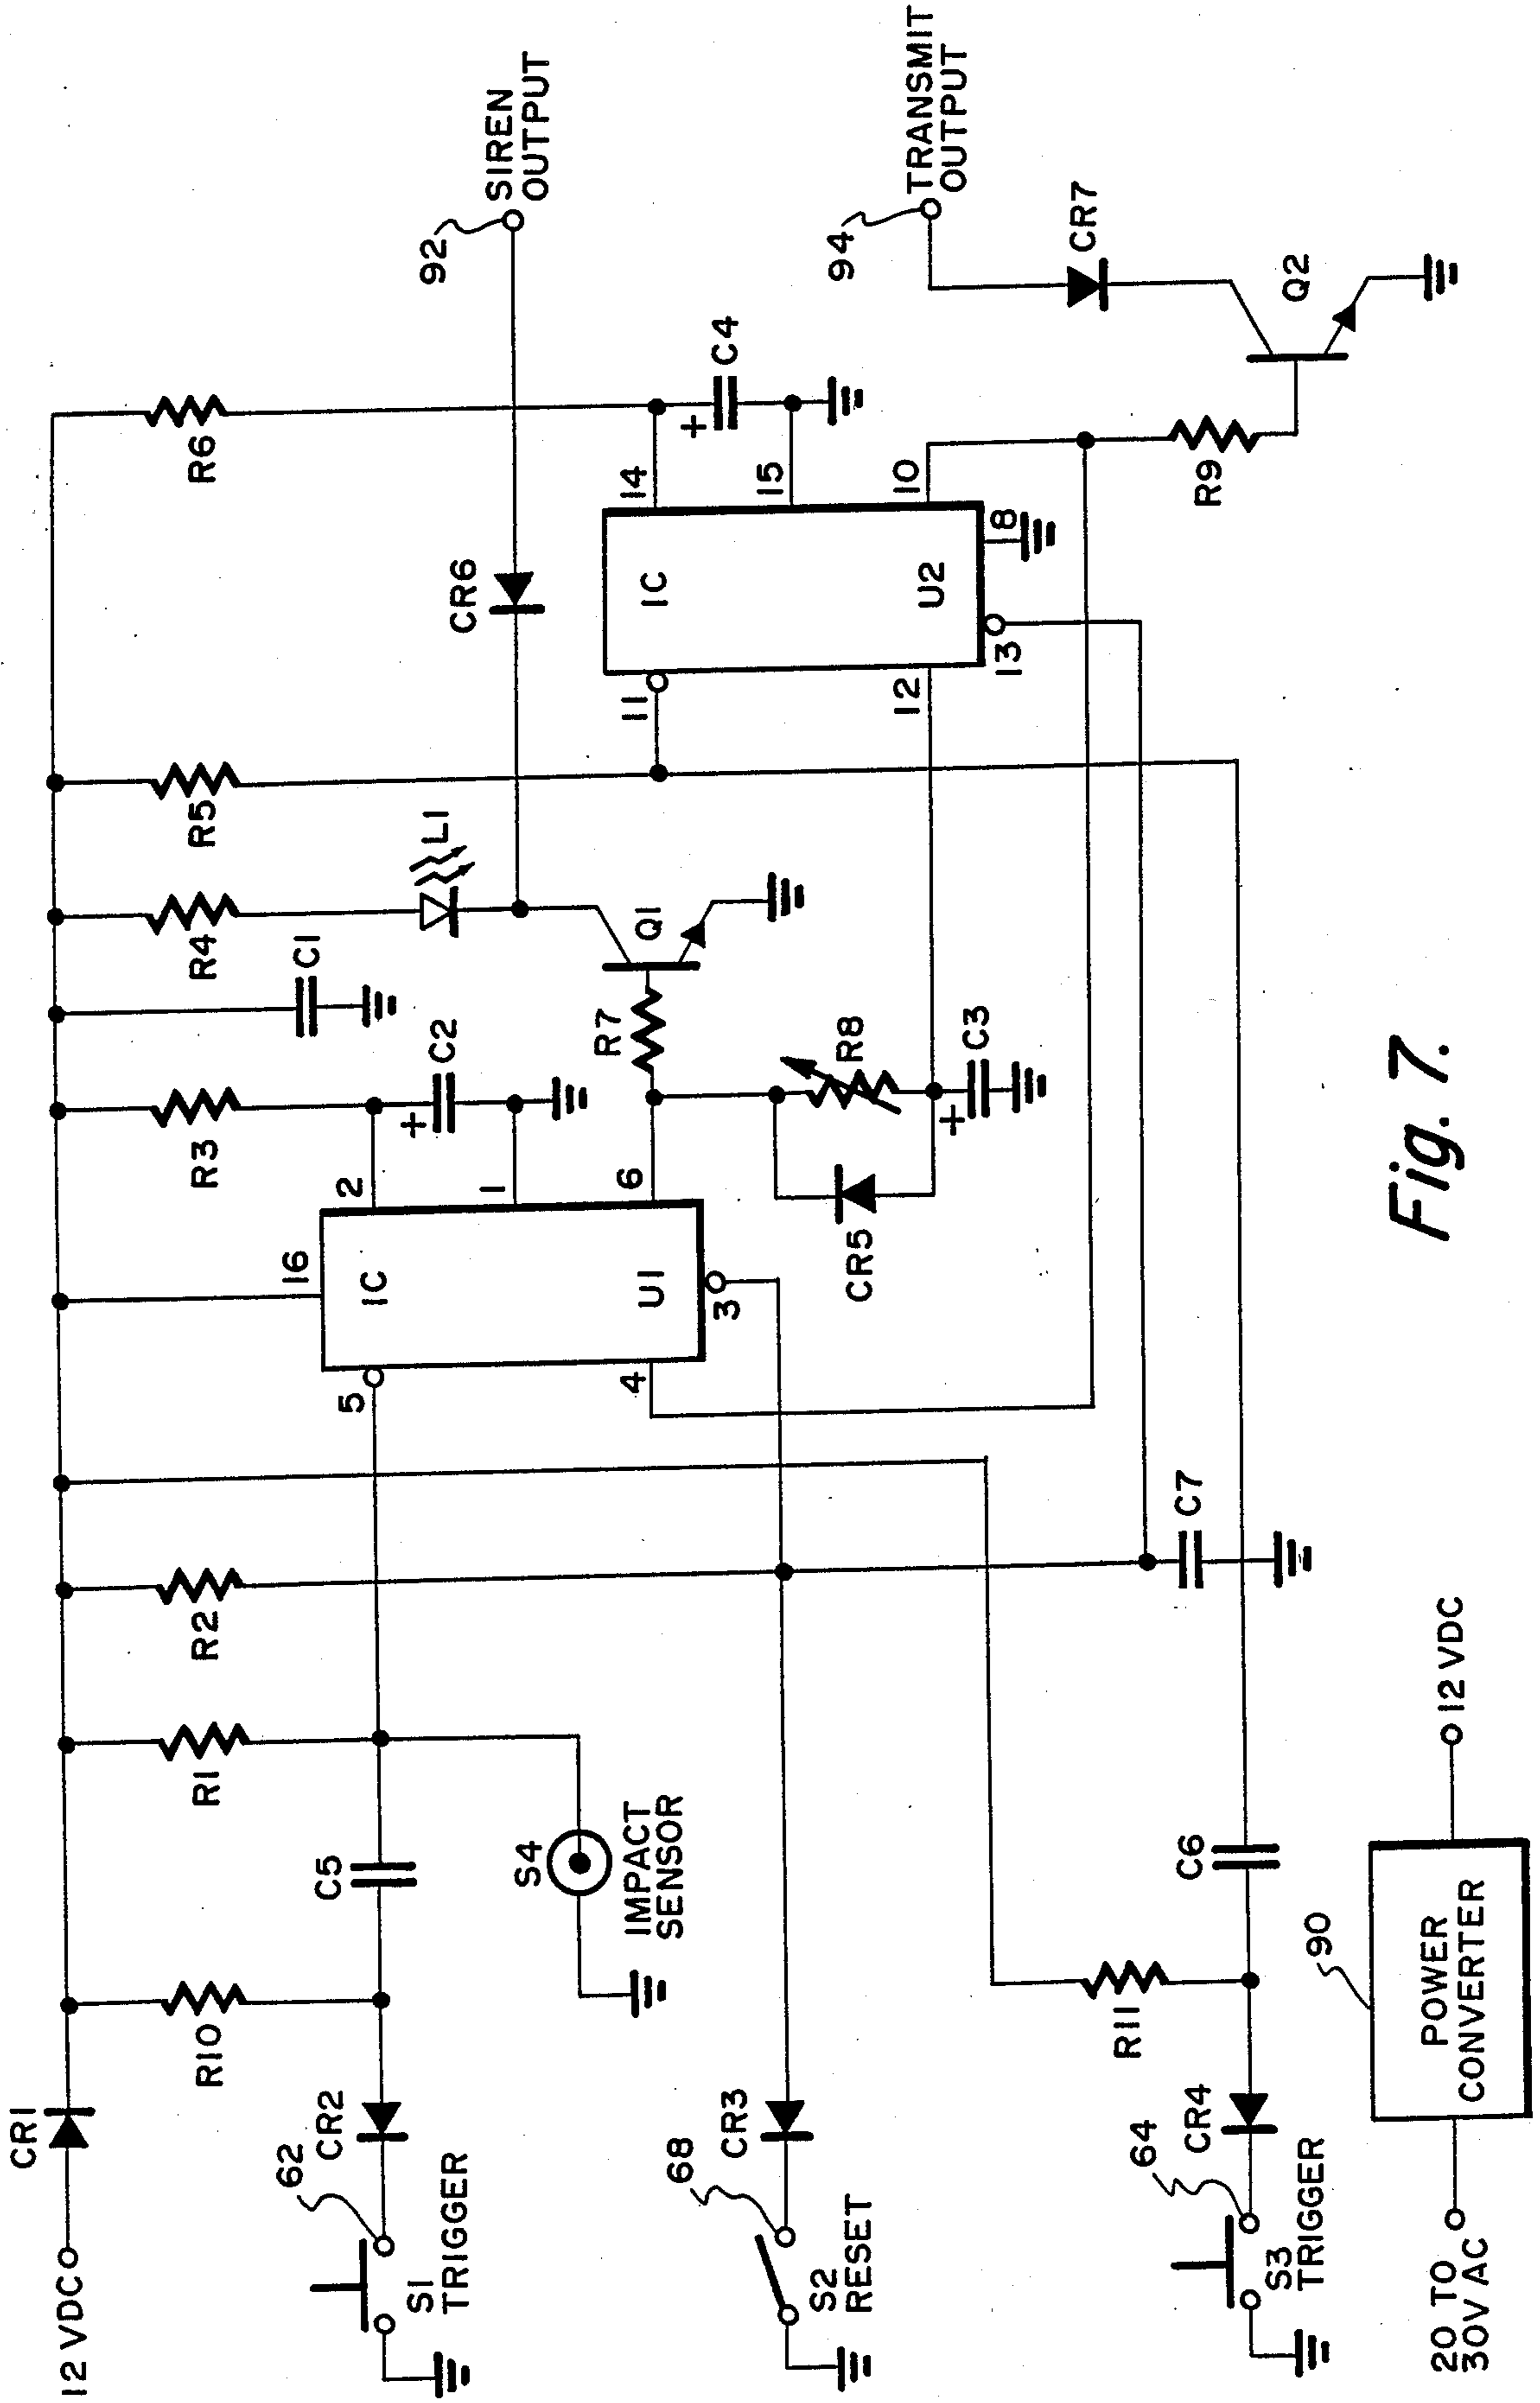 12 VDC
CR1
R10
R1
R2
R3
C1
R4
R5
R6
62
CR2
C5
S1
TRIGGER
S4
IMPACT
SENSOR
5
16
IC
U1
2
1
6
4
3
C2
+
R7
Q1
L1
CR6
92
SIREN
OUTPUT
68
CR3
S2
RESET
CR5
R8
C3
+
11
IC
U2
14
15
10
12
13
8
C4
+
94
TRANSMIT
OUTPUT
CR7
Q2
R9
64
CR4
S3
TRIGGER
R11
C6
C7
20 TO
30V AC
90
POWER
CONVERTER
12 VDC
Fig. 7.